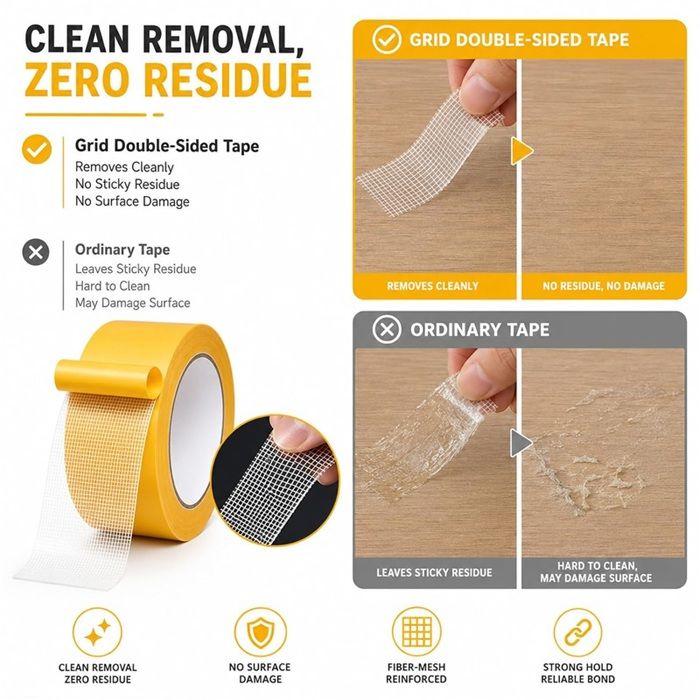 CLEAN REMOVAL,
ZERO RESIDUE
Grid Double-Sided Tape
Removes Cleanly
No Sticky Residue
No Surface Damage
Ordinary Tape
Leaves Sticky Residue
Hard to Clean
May Damage Surface
GRID DOUBLE-SIDED TAPE
REMOVES CLEANLY
NO RESIDUE, NO DAMAGE
ORDINARY TAPE
LEAVES STICKY RESIDUE
HARD TO CLEAN,
MAY DAMAGE SURFACE
CLEAN REMOVAL
ZERO RESIDUE
NO SURFACE
DAMAGE
FIBER-MESH
REINFORCED
STRONG HOLD
RELIABLE BOND